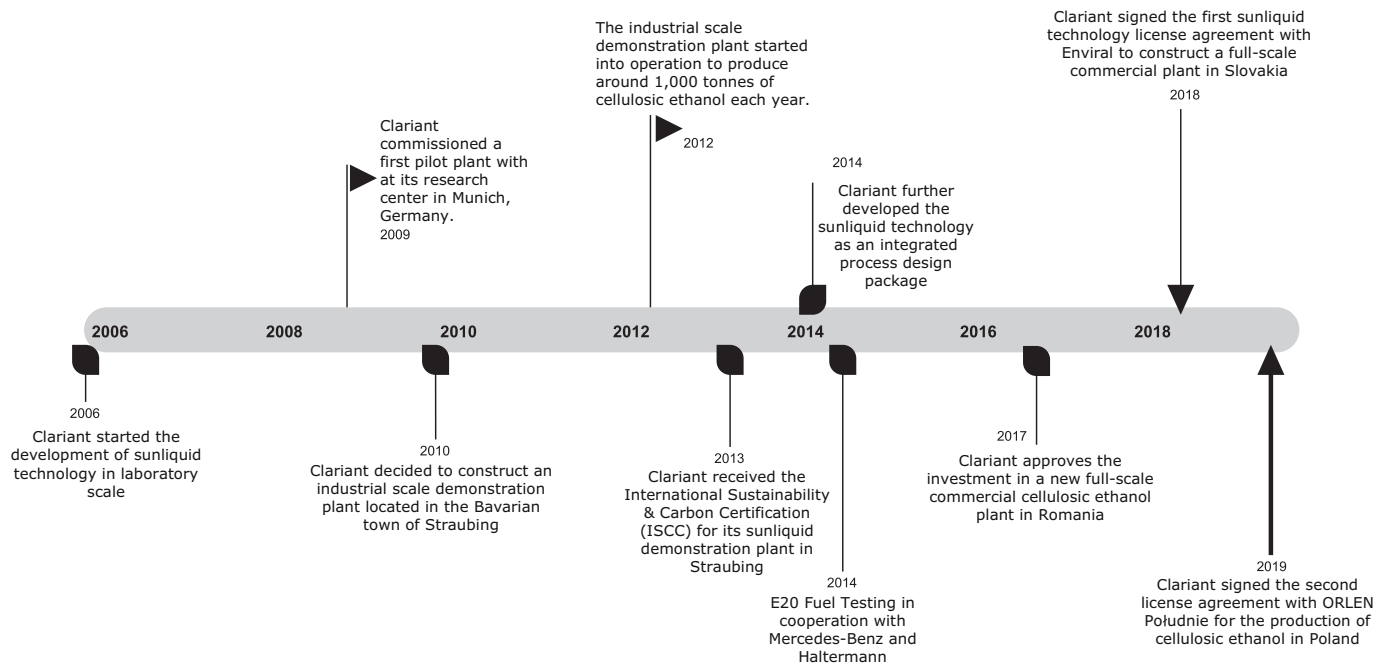 Clariant signed the first sunliquid
technology license agreement with
Enviral to construct a full-scale
commercial plant in Slovakia
2018
The industrial scale
demonstration plant started
into operation to produce
around 1,000 tonnes of
cellulosic ethanol each year.
2012
Clariant
commissioned a
first pilot plant with
at its research
center in Munich,
Germany.
2009
2014
Clariant further
developed the
sunliquid technology
as an integrated
process design
package
2006 2008 2010 2012 2014 2016 2018
2006
Clariant started the
development of sunliquid
technology in laboratory
scale
2010
Clariant decided to construct an
industrial scale demonstration
plant located in the Bavarian
town of Straubing
2013
Clariant received the
International Sustainability
& Carbon Certification
(ISCC) for its sunliquid
demonstration plant in
Straubing
2014
E20 Fuel Testing in
cooperation with
Mercedes-Benz and
Haltermann
2017
Clariant approves the
investment in a new full-scale
commercial cellulosic ethanol
plant in Romania
2019
Clariant signed the second
license agreement with ORLEN
Południe for the production of
cellulosic ethanol in Poland